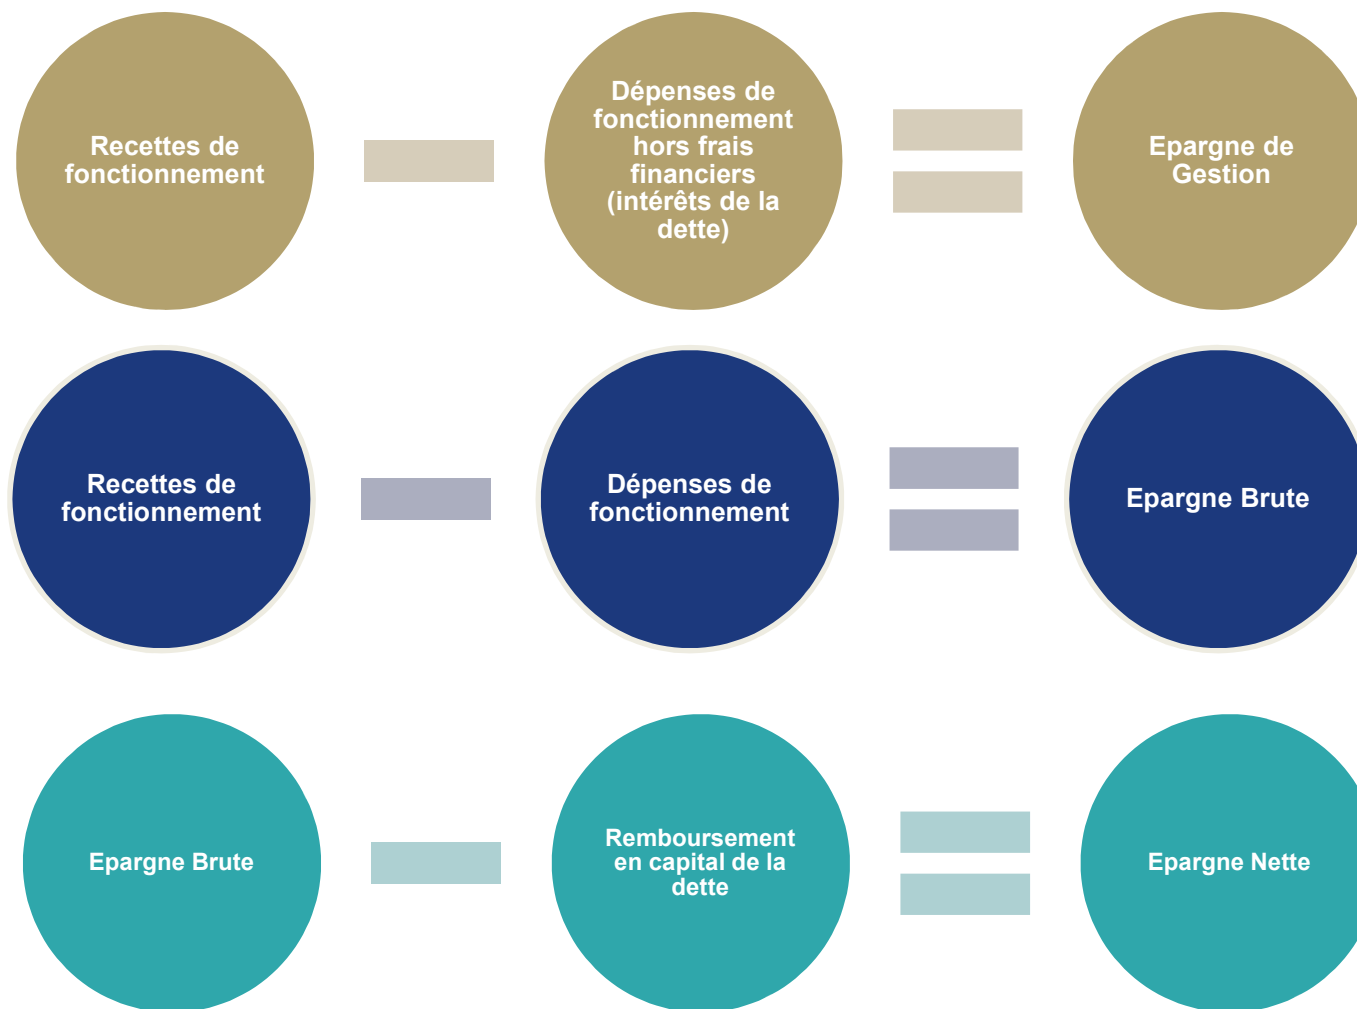 Recettes de
fonctionnement
Dépenses de
fonctionnement
hors frais
financiers
(intérêts de la
dette)
Epargne de
Gestion
Recettes de
fonctionnement
Dépenses de
fonctionnement
Epargne Brute
Epargne Brute
Remboursement
en capital de la
dette
Epargne Nette